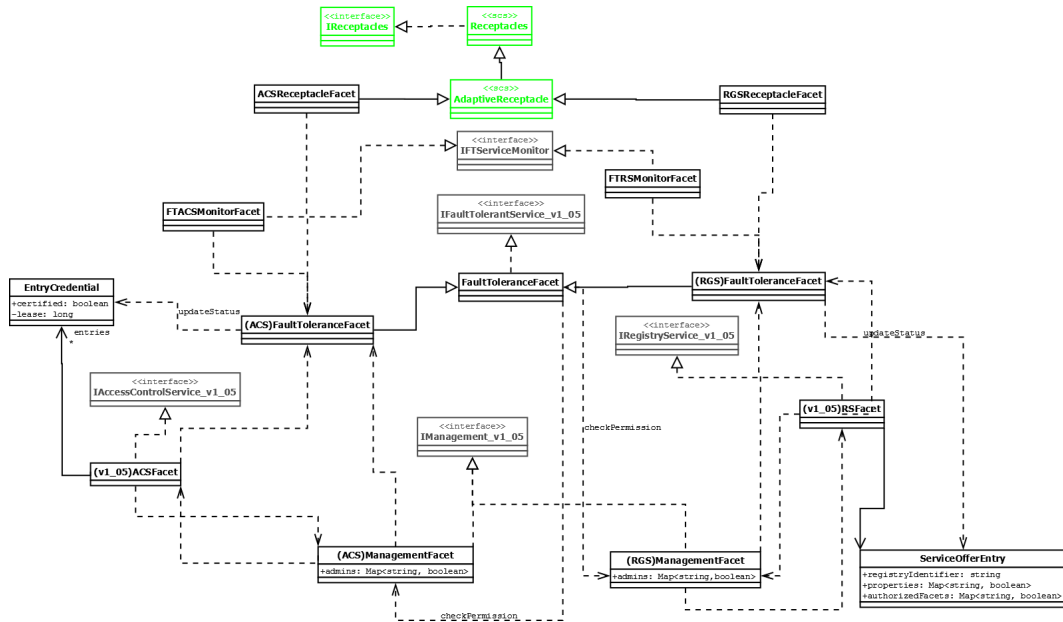 <<interface>>
IReceptacles
<<scs>>
Receptacles
ACSReceptacleFacet
<<scs>>
AdaptiveReceptacle
RGSReceptacleFacet
<<interface>>
IFTServiceMonitor
FTRSMonitorFacet
FTACSMonitorFacet
<<interface>>
IFaultTolerantService_v1_05
EntryCredential
+certified: boolean
-lease: long
FaultToleranceFacet
(RGS)FaultToleranceFacet
updateStatus
(ACS)FaultToleranceFacet
entries
*
<<interface>>
IRegistryService_v1_05
updateStatus
<<interface>>
IAccessControlService_v1_05
(v1_05)RSFacet
<<interface>>
IManagement_v1_05
checkPermission
(v1_05)ACSFacet
(ACS)ManagementFacet
+admins: Map<string, boolean>
(RGS)ManagementFacet
+admins: Map<string,boolean>
ServiceOfferEntry
+registryIdentifier: string
+properties: Map<string, boolean>
+authorizedFacets: Map<string, boolean>
checkPermission